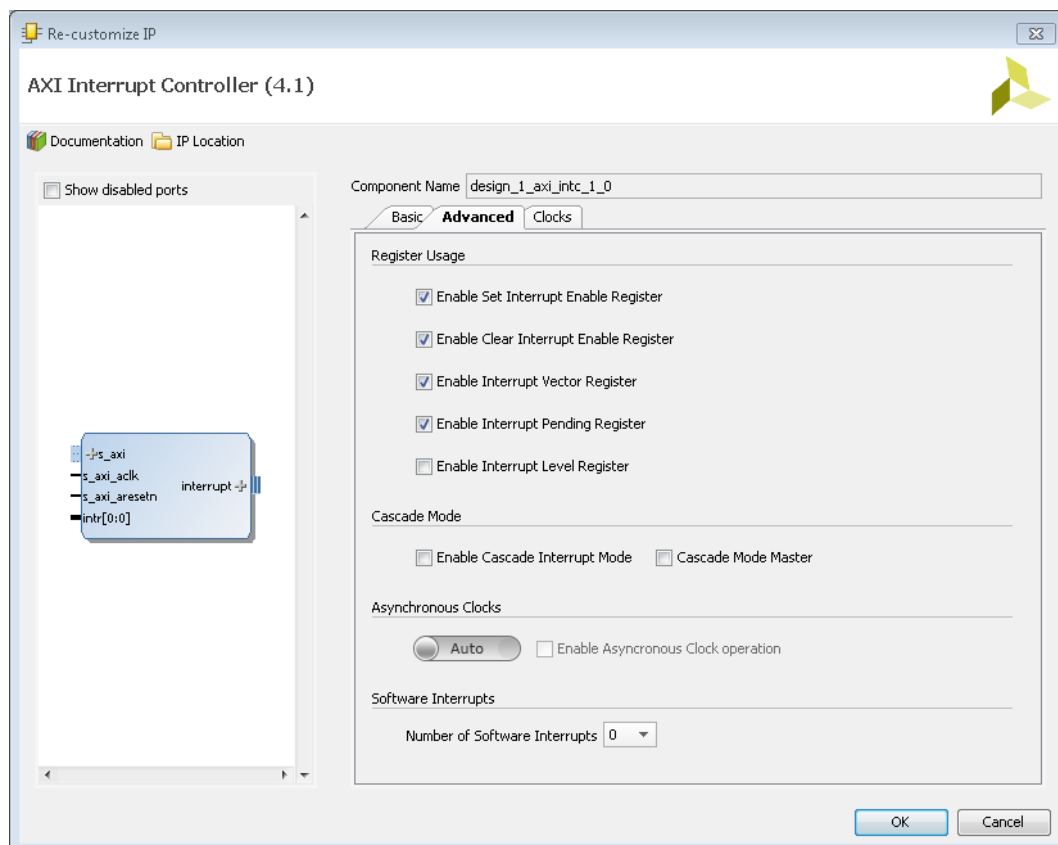 Re-customize IP
AXI Interrupt Controller (4.1)
Documentation IP Location
Show disabled ports
Component Name design_1_axi_intc_1_0
Basic Advanced Clocks
Register Usage
Enable Set Interrupt Enable Register
Enable Clear Interrupt Enable Register
Enable Interrupt Vector Register
Enable Interrupt Pending Register
Enable Interrupt Level Register
s_axi
s_axi_aclk
s_axi_aresetn
intr[0:0]
interrupt
Cascade Mode
Enable Cascade Interrupt Mode Cascade Mode Master
Asynchronous Clocks
Auto Enable Asyncronous Clock operation
Software Interrupts
Number of Software Interrupts 0
OK Cancel